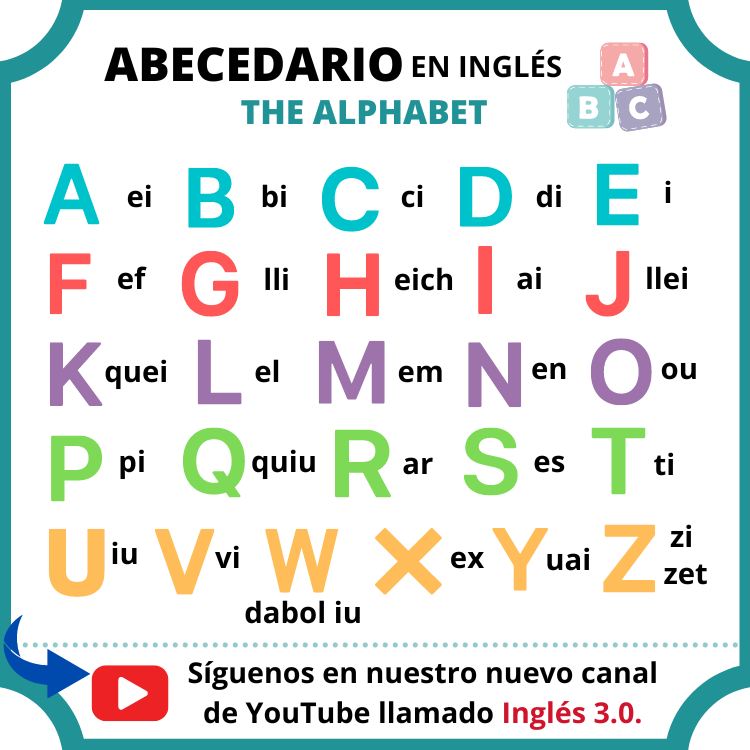 ABECEDARIO EN INGLÉS
THE ALPHABET
A
B C
A ei B bi C ci D di E i
F ef G lli H eich I ai J llei
K quei L el M em N en O ou
P pi Q quiu R ar S es T ti
U iu V vi W dabol iu X ex Y uai Z zi zet
Síguenos en nuestro nuevo canal
de YouTube llamado Inglés 3.0.